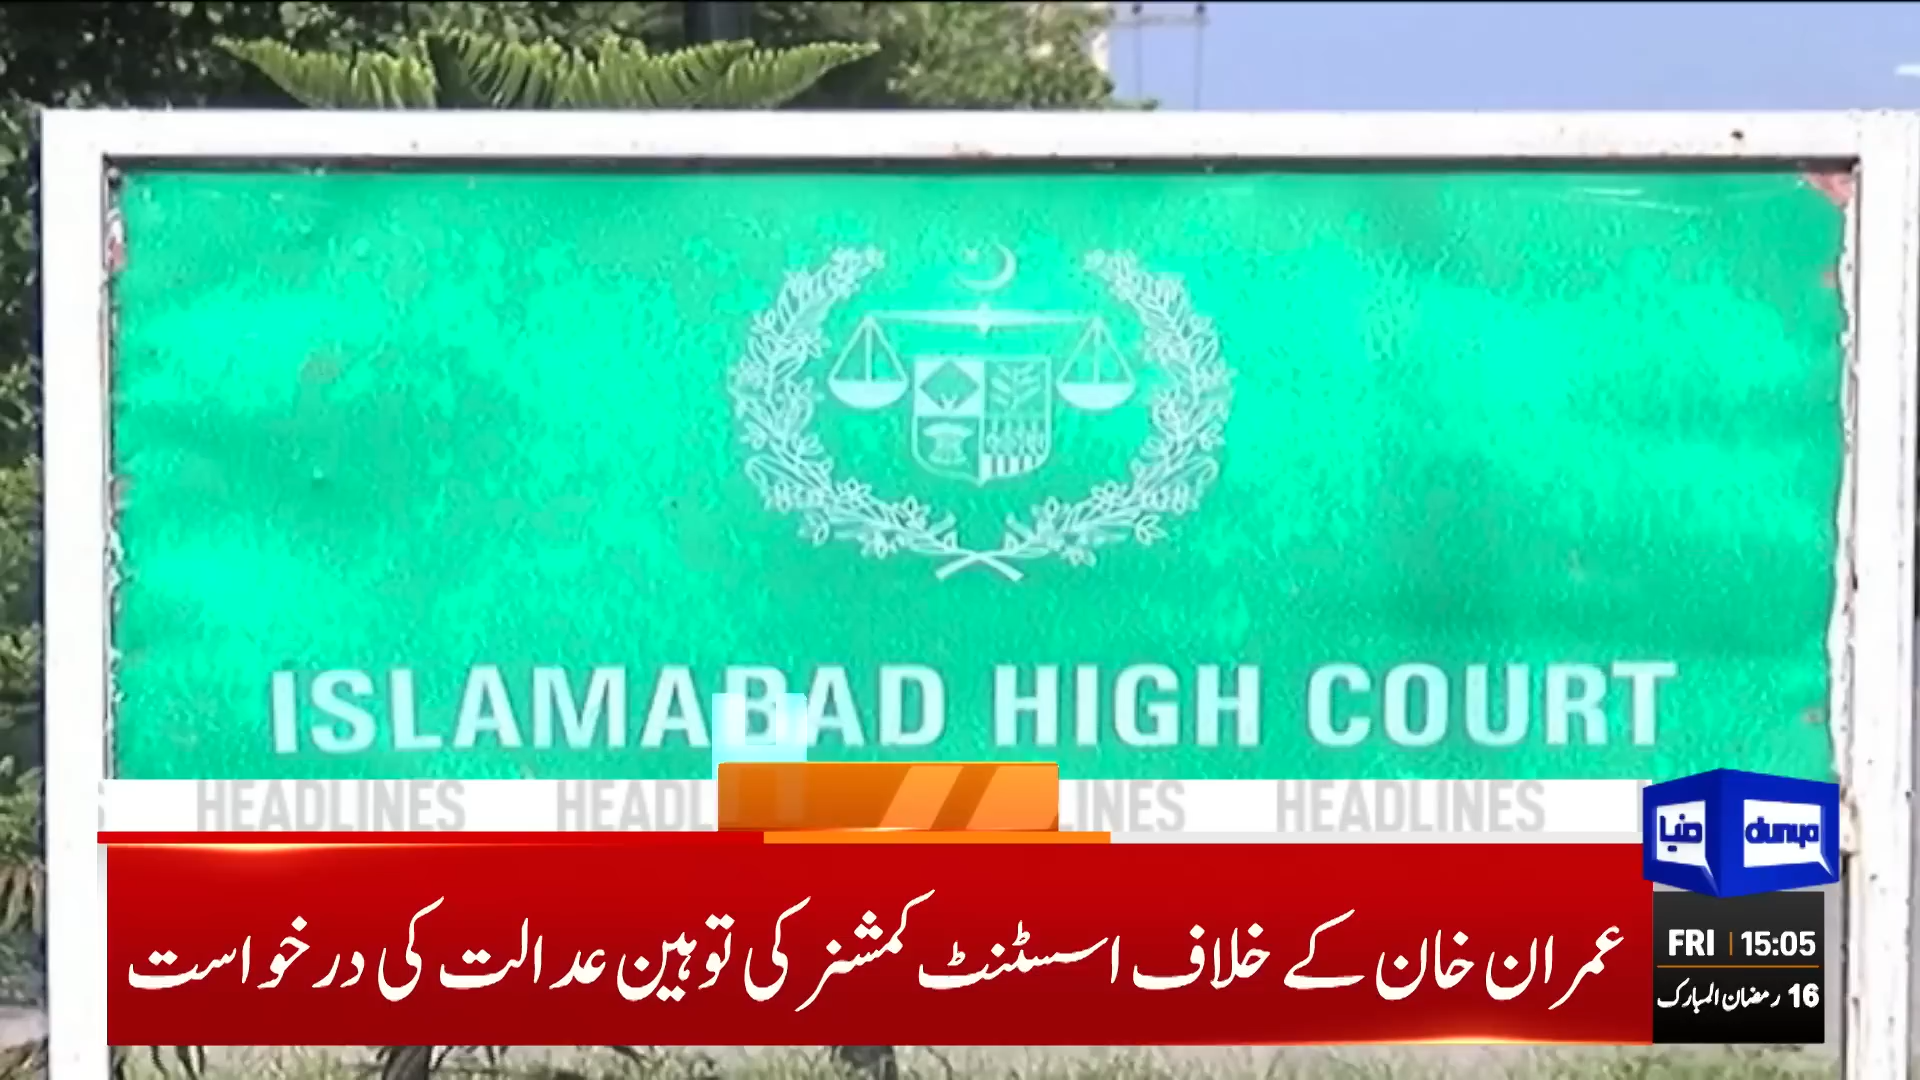 ISLAMABAD HIGH COURT
HEADLINES HEADLINES HEADLINES
دنیا dunya
عمران خان کے خلاف اسسٹنٹ کمشنر کی توہین عدالت کی درخواست
FRI 15:05
16 رمضان المبارک